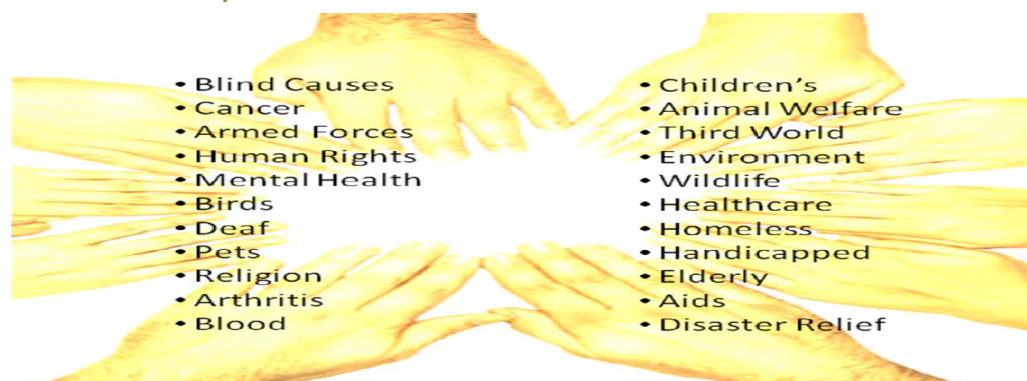 • Blind Causes
• Cancer
• Armed Forces
• Human Rights
• Mental Health
• Birds
• Deaf
• Pets
• Religion
• Arthritis
• Blood
• Children's
• Animal Welfare
• Third World
• Environment
• Wildlife
• Healthcare
• Homeless
• Handicapped
• Elderly
• Aids
• Disaster Relief